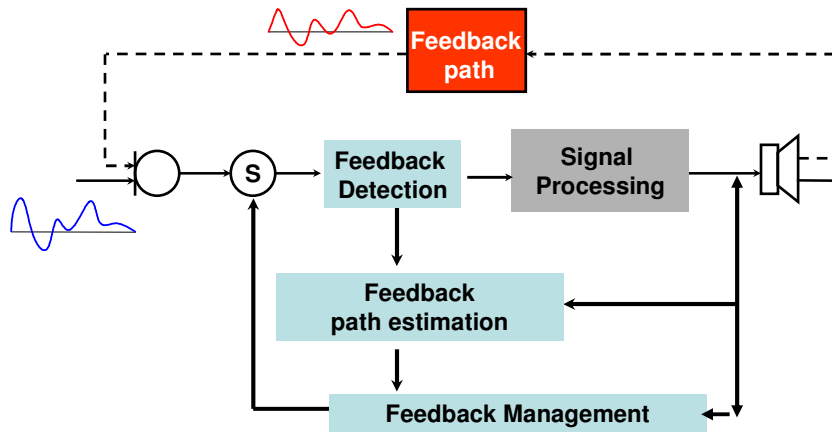 Feedback
path
S
Feedback
Detection
Signal
Processing
Feedback
path estimation
Feedback Management